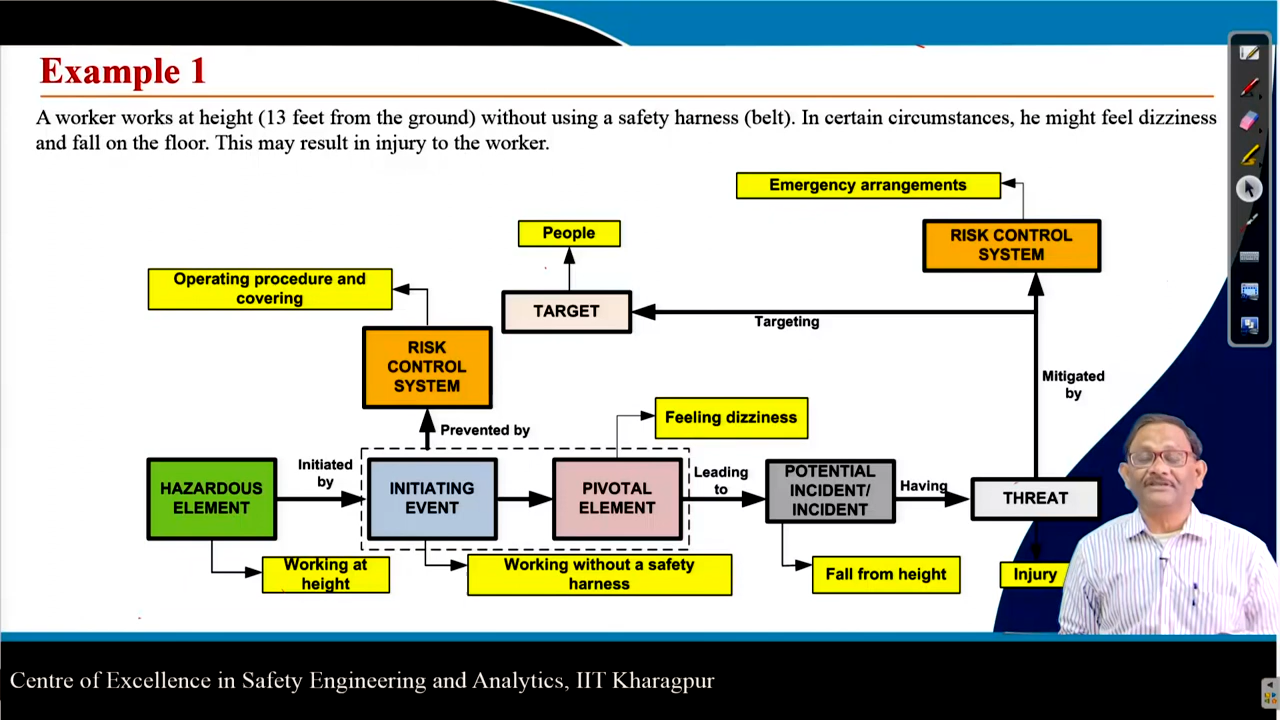 Example 1
A worker works at height (13 feet from the ground) without using a safety harness (belt). In certain circumstances, he might feel dizziness
and fall on the floor. This may result in injury to the worker.
Emergency arrangements
RISK CONTROL
SYSTEM
People
TARGET
Targeting
Operating procedure and
covering
RISK
CONTROL
SYSTEM
Prevented by
Mitigated
by
Feeling dizziness
HAZARDOUS
ELEMENT
Initiated
by
INITIATING
EVENT
PIVOTAL
ELEMENT
Leading
to
POTENTIAL
INCIDENT/
INCIDENT
Having
THREAT
Working at
height
Working without a safety
harness
Fall from height
Injury
Centre of Excellence in Safety Engineering and Analytics, IIT Kharagpur